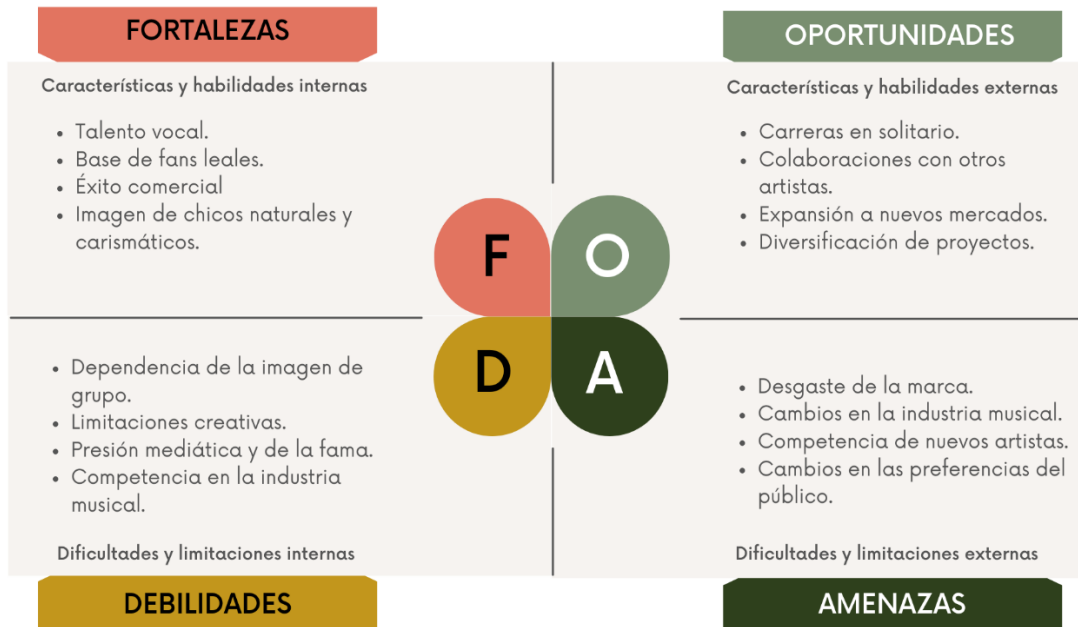 FORTALEZAS
Características y habilidades internas
• Talento vocal.
• Base de fans leales.
• Éxito comercial
• Imagen de chicos naturales y
carismáticos.
OPORTUNIDADES
Características y habilidades externas
• Carreras en solitario.
• Colaboraciones con otros
artistas.
• Expansión a nuevos mercados.
• Diversificación de proyectos.
F
O
D
A
• Dependencia de la imagen de
grupo.
• Limitaciones creativas.
• Presión mediática y de la fama.
• Competencia en la industria
musical.
Dificultades y limitaciones internas
DEBILIDADES
• Desgaste de la marca.
• Cambios en la industria musical.
• Competencia de nuevos artistas.
• Cambios en las preferencias del
público.
Dificultades y limitaciones externas
AMENAZAS